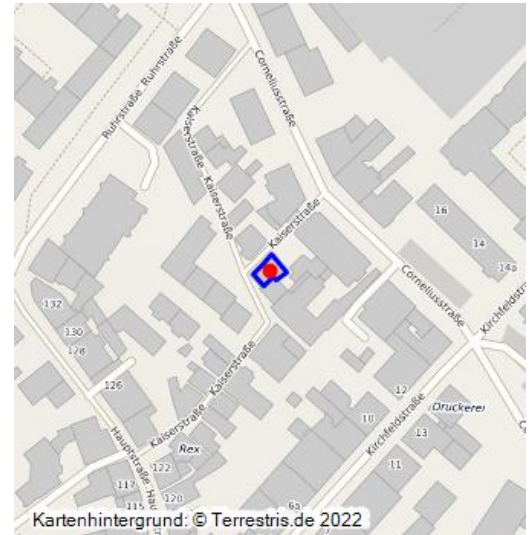 Ruhrstraße Ruhrstraße
Corneliusstraße
Kaiserstraße - Kaiserstraße
Kaiserstraße
16
14
14a
Corneliusstraße
Kirchfeldstraße
132
130
128
126
Kaiserstraße - Kaiserstraße
12
Druckerei
Kirchfeldstraße
10
13
Hauptstraße
Rex
122
11
117
120
115
6a
Kartenhintergrund: © Terrestris.de 2022